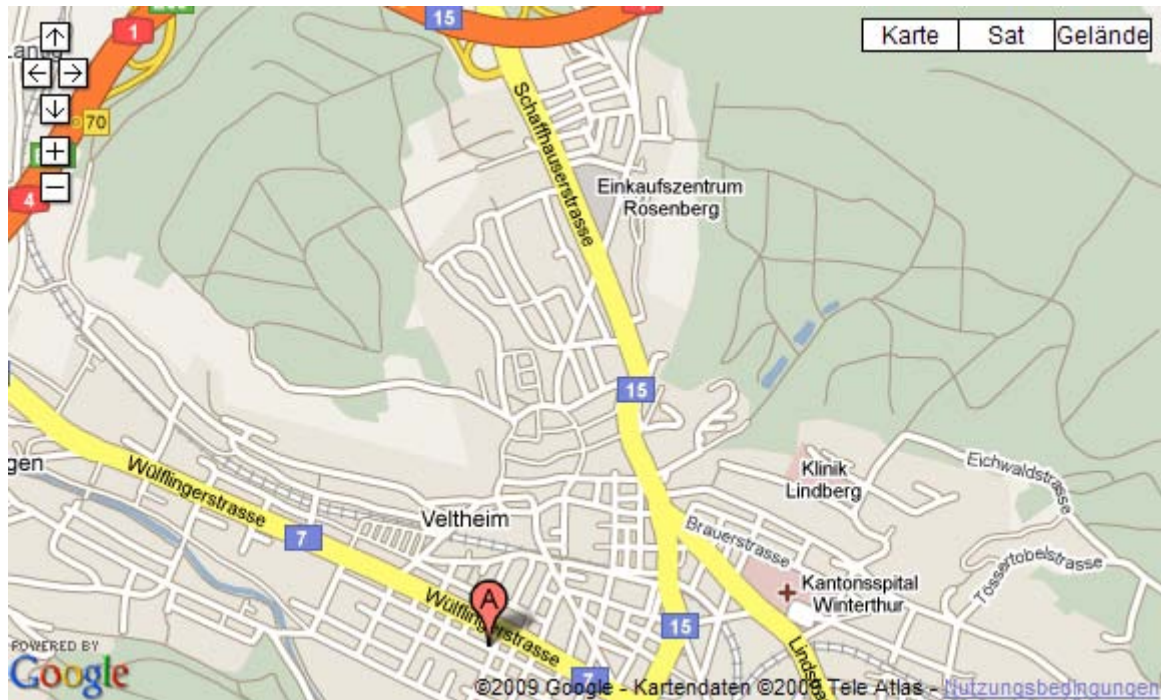 15
1
Karte Sat Gelände
70
4
Schaffhauserstrasse
Einkaufszentrum
Rosenberg
15
Klinik
Lindberg
Eichwaldstrasse
Wülflingerstrasse
Veltheim
7
Brauerstrasse
Tössertobelstrasse
Kantonsspital
Winterthur
A
Wülflingerstrasse
15
7
POWERED BY
Google
©2009 Google - Kartendaten ©2009 Tele Atlas - Nutzungsbedingungen